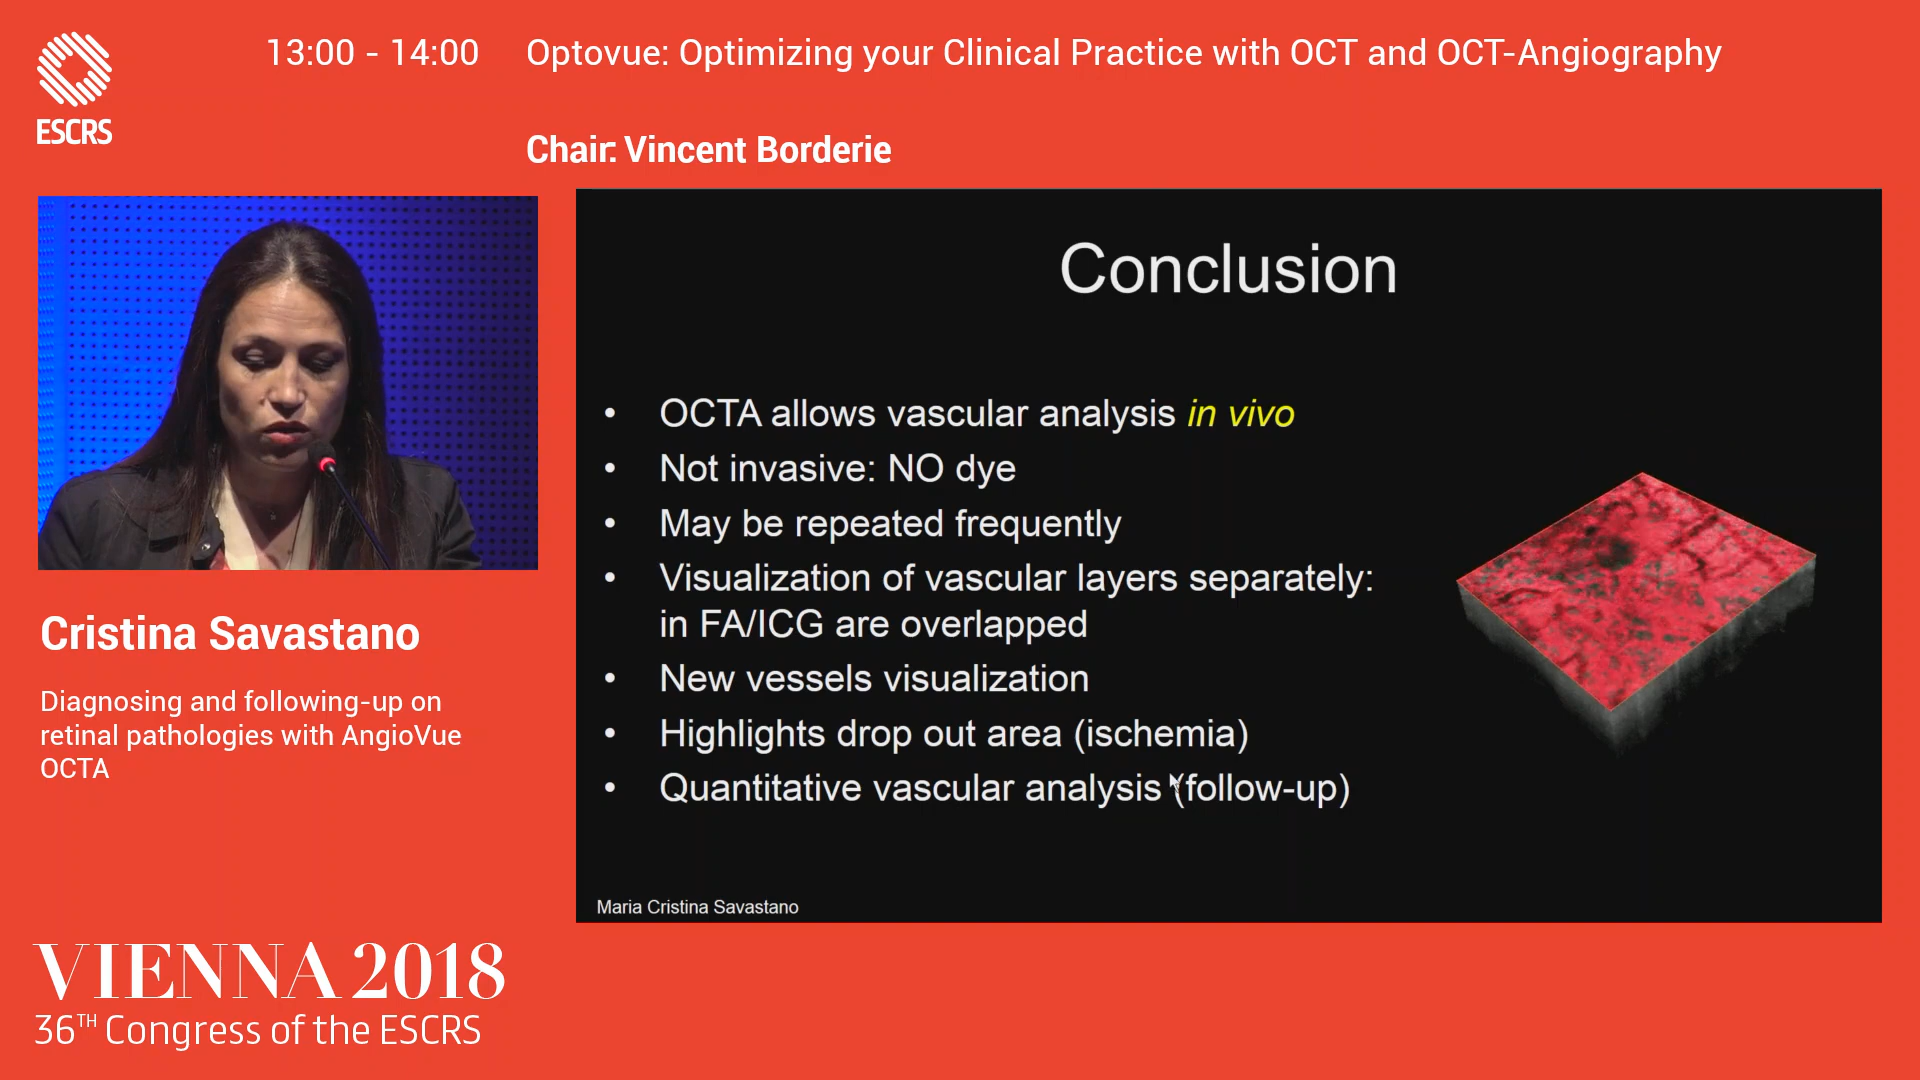 ESCRS
13:00 - 14:00 Optovue: Optimizing your Clinical Practice with OCT and OCT-Angiography
Chair: Vincent Borderie
Cristina Savastano
Diagnosing and following-up on
retinal pathologies with AngioVue
OCTA
Conclusion
• OCTA allows vascular analysis in vivo
• Not invasive: NO dye
• May be repeated frequently
• Visualization of vascular layers separately:
in FA/ICG are overlapped
• New vessels visualization
• Highlights drop out area (ischemia)
• Quantitative vascular analysis (follow-up)
Maria Cristina Savastano
VIENNA 2018
36TH Congress of the ESCRS